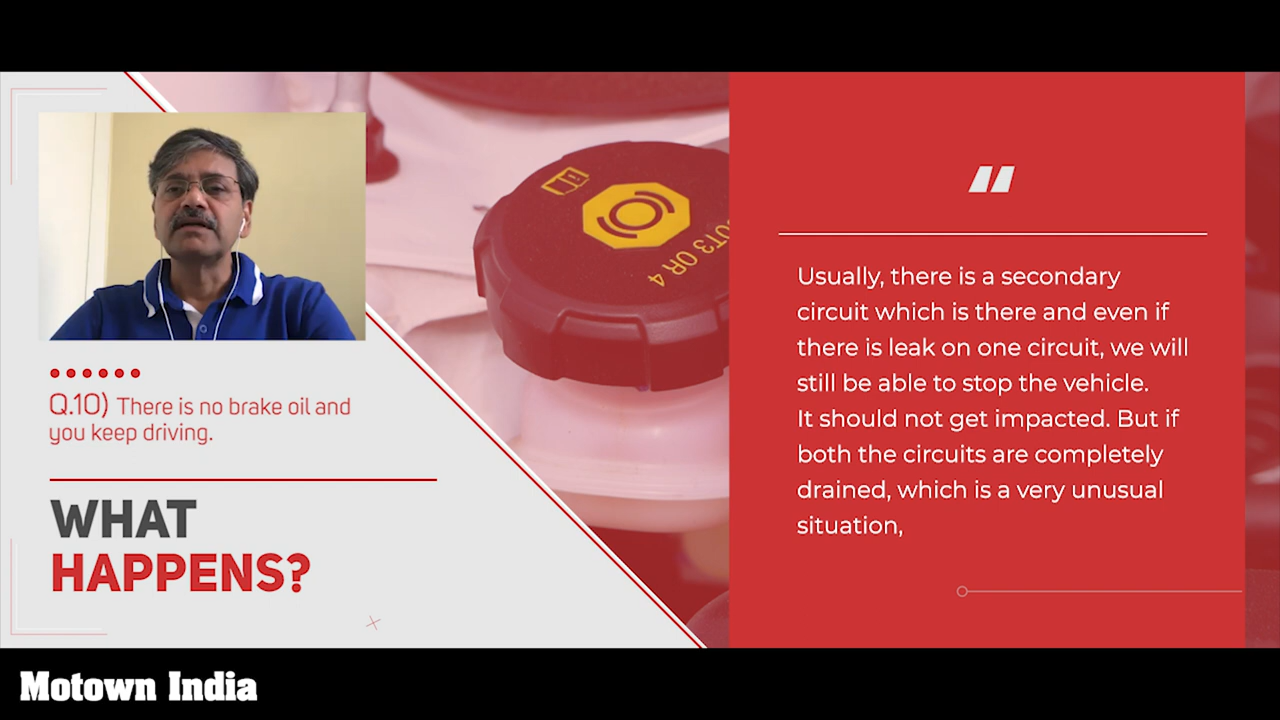 Q.10) There is no brake oil and
you keep driving.
WHAT
HAPPENS?
OR 4
Usually, there is a secondary
circuit which is there and even if
there is leak on one circuit, we will
still be able to stop the vehicle.
It should not get impacted. But if
both the circuits are completely
drained, which is a very unusual
situation,
Motown India